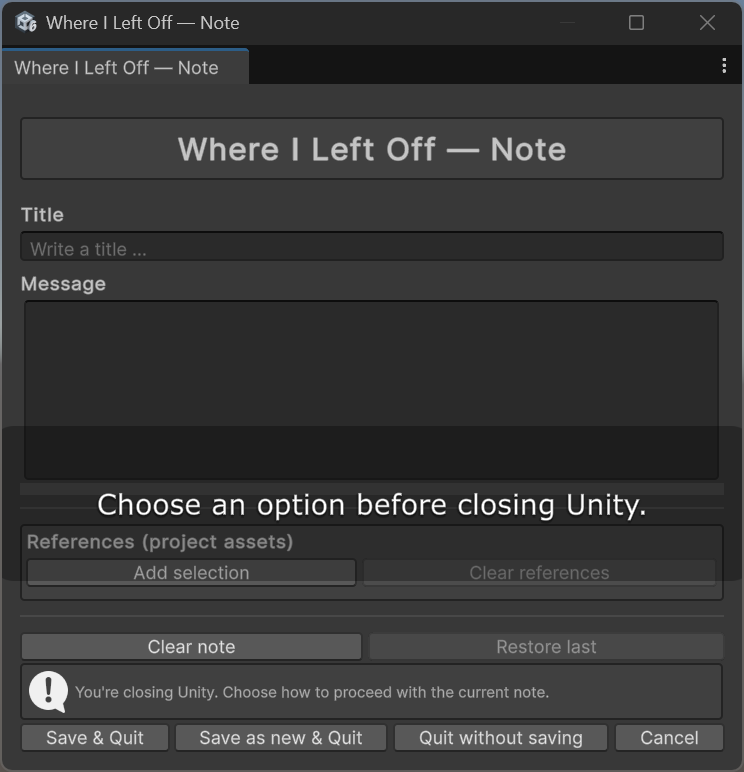 Where I Left Off — Note
Where I Left Off — Note
Where I Left Off — Note
Title
Write a title ...
Message
Choose an option before closing Unity.
References (project assets)
Add selection
Clear references
Clear note
Restore last
You're closing Unity. Choose how to proceed with the current note.
Save & Quit
Save as new & Quit
Quit without saving
Cancel